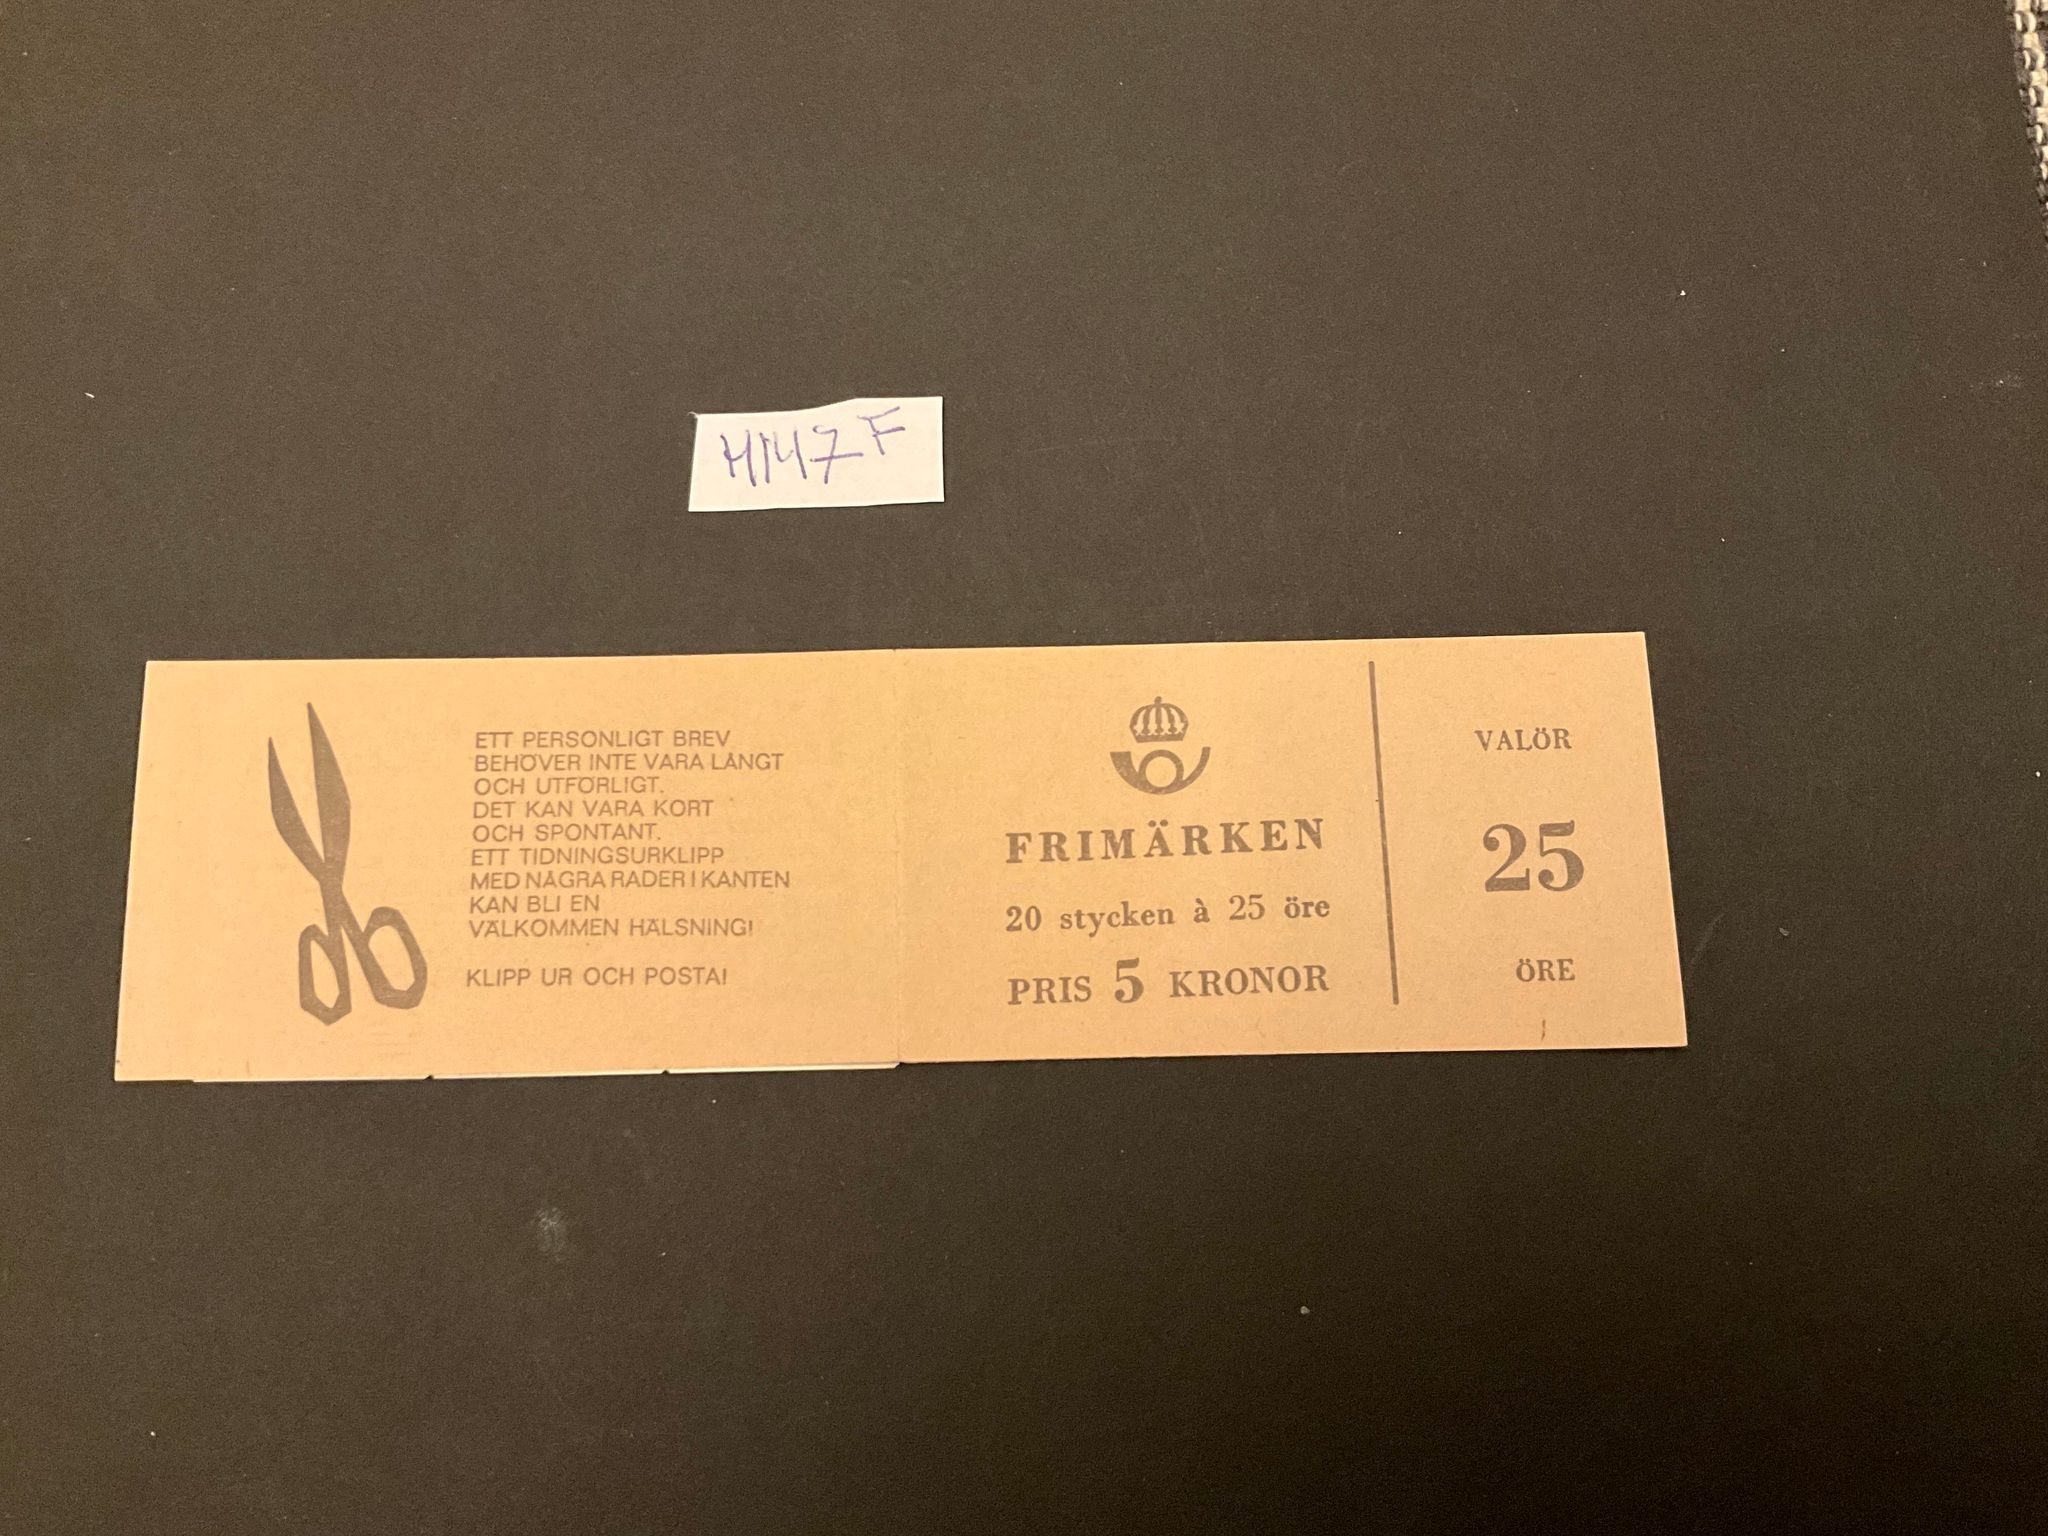 H147F
ETT PERSONLIGT BREV
BEHÖVER INTE VARA LÅNGT
OCH UTFÖRLIGT.
DET KAN VARA KORT
OCH SPONTANT.
ETT TIDNINGSURKLIPP
MED NÅGRA RADER I KANTEN
KAN BLI EN
VÄLKOMMEN HÄLSNING!
KLIPP UR OCH POSTA!
FRIMÄRKEN
20 stycken à 25 öre
PRIS 5 KRONOR
VALÖR
25
ÖRE